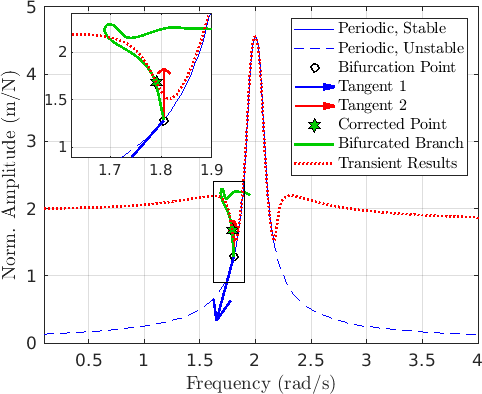 5
4
3
2
1
0
Norm. Amplitude (m/N)
2
1.5
1
1.7 1.8 1.9
Periodic, Stable
Periodic, Unstable
Bifurcation Point
Tangent 1
Tangent 2
Corrected Point
Bifurcated Branch
Transient Results
0.5 1 1.5 2 2.5 3 3.5 4
Frequency (rad/s)